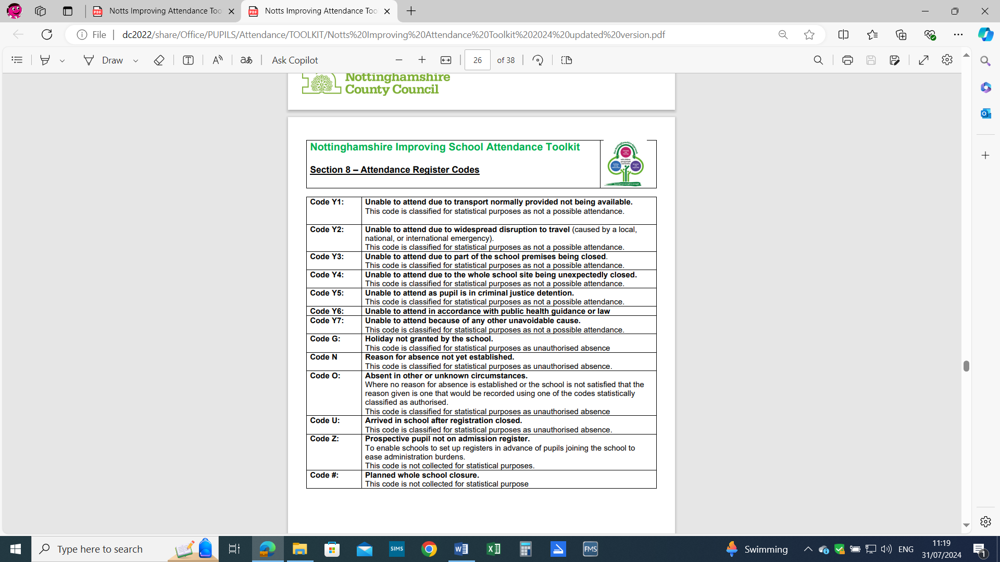 Notts Improving Attendance Too
Notts Improving Attendance Too
File
dc2022/share/Office/PUPILS/Attendance/TOOLKIT/Notts%20Improving%20Attendance%20Toolkit%202024%20updated%20version.pdf
Draw
aあ
Ask Copilot
26
of 38
Nottinghamshire
County Council
Nottinghamshire Improving School Attendance Toolkit
Section 8 – Attendance Register Codes
Code Y1:
Unable to attend due to transport normally provided not being available.
This code is classified for statistical purposes as not a possible attendance.
Code Y2:
Unable to attend due to widespread disruption to travel (caused by a local,
national, or international emergency).
This code is classified for statistical purposes as not a possible attendance.
Code Y3:
Unable to attend due to part of the school premises being closed.
This code is classified for statistical purposes as not a possible attendance.
Code Y4:
Unable to attend due to the whole school site being unexpectedly closed.
This code is classified for statistical purposes as not a possible attendance.
Code Y5:
Unable to attend as pupil is in criminal justice detention.
This code is classified for statistical purposes as not a possible attendance.
Code Y6:
Unable to attend in accordance with public health guidance or law
Code Y7:
Unable to attend because of any other unavoidable cause.
This code is classified for statistical purposes as not a possible attendance.
Code G:
Holiday not granted by the school.
This code is classified for statistical purposes as unauthorised absence
Code N
Reason for absence not yet established.
This code is classified for statistical purposes as unauthorised absence.
Code O:
Absent in other or unknown circumstances.
Where no reason for absence is established or the school is not satisfied that the
reason given is one that would be recorded using one of the codes statistically
classified as authorised.
This code is classified for statistical purposes as unauthorised absence
Code U:
Arrived in school after registration closed.
This code is classified for statistical purposes as unauthorised absence.
Code Z:
Prospective pupil not on admission register.
To enable schools to set up registers in advance of pupils joining the school to
ease administration burdens.
This code is not collected for statistical purposes.
Code #:
Planned whole school closure.
This code is not collected for statistical purpose
Type here to search
SIMS
FMS
Swimming
ENG
11:19
31/07/2024
1